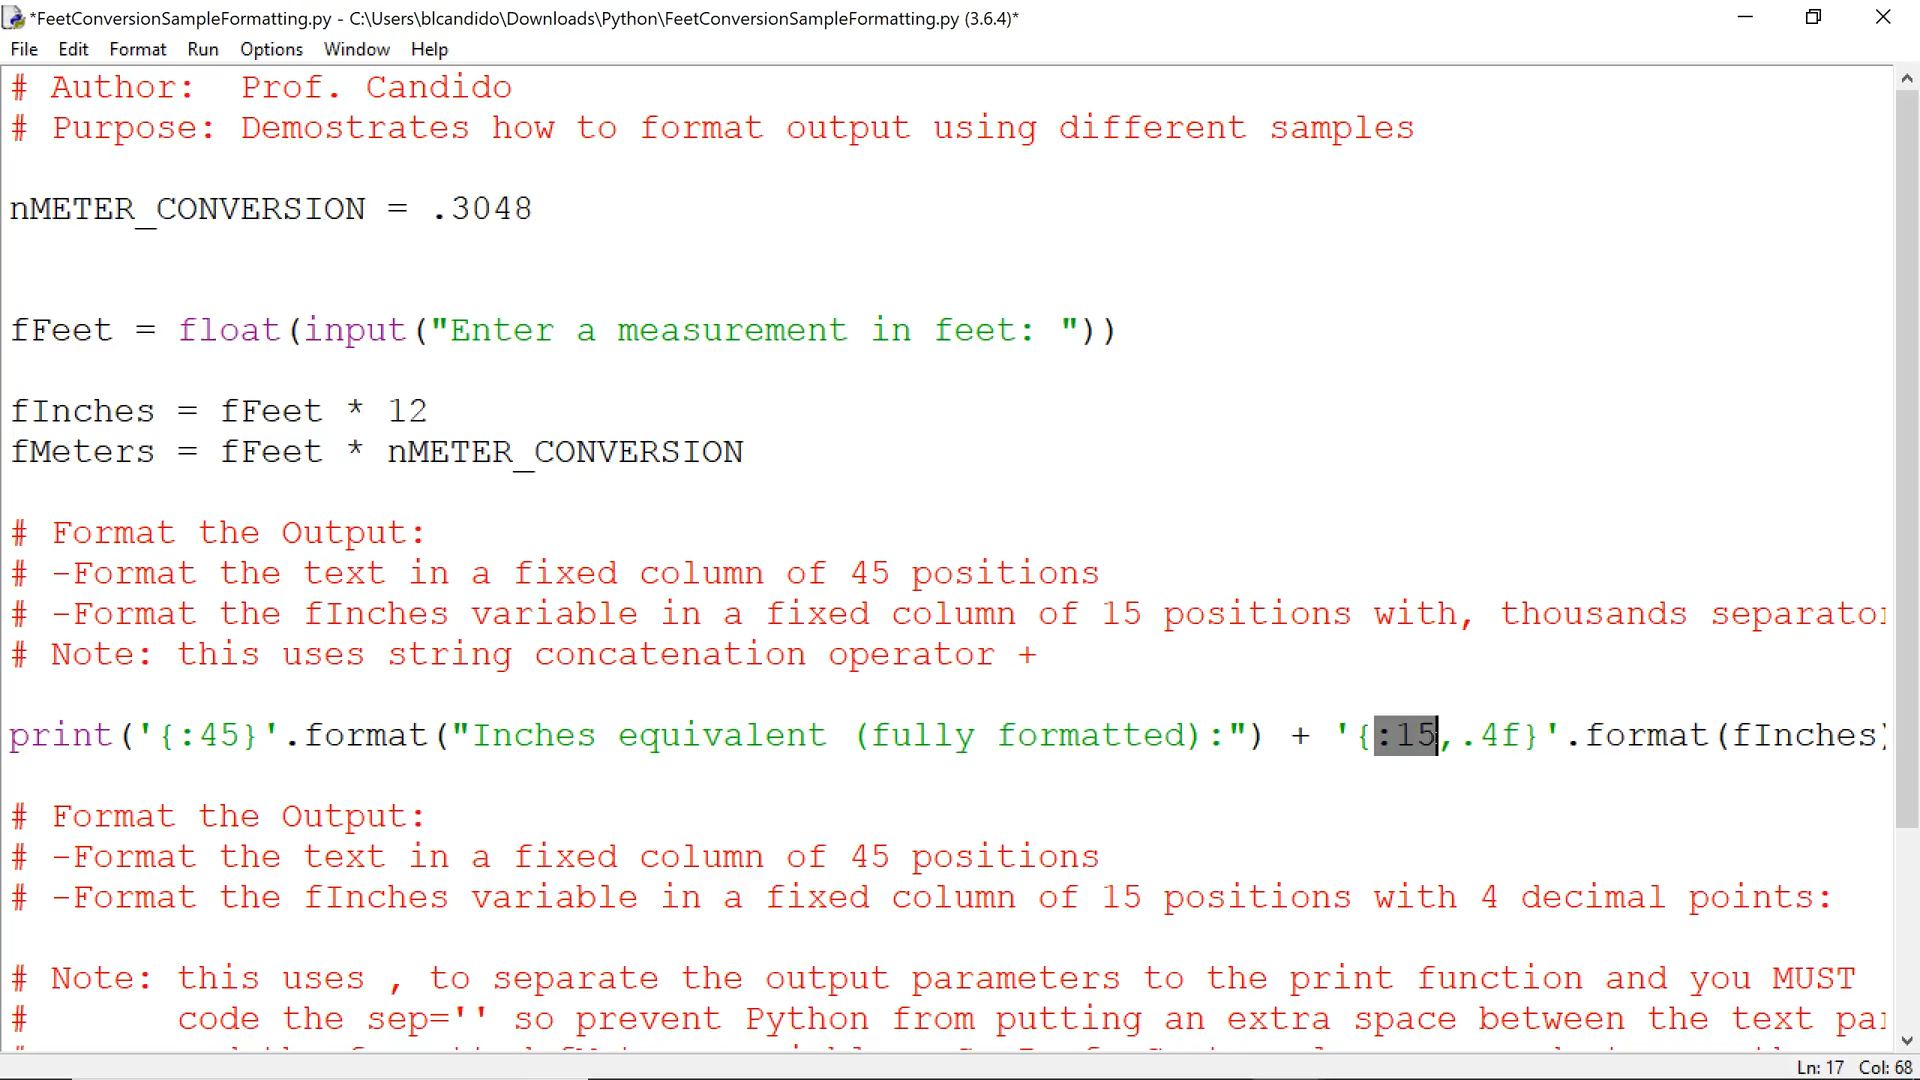 *FeetConversionSampleFormatting.py - C:\Users\blcandido\Downloads\Python\FeetConversionSampleFormatting.py (3.6.4)*
File Edit Format Run Options Window Help
# Author:  Prof. Candido
# Purpose: Demostrates how to format output using different samples
nMETER_CONVERSION = .3048
fFeet = float(input("Enter a measurement in feet: "))
fInches = fFeet * 12
fMeters = fFeet * nMETER_CONVERSION
# Format the Output:
# -Format the text in a fixed column of 45 positions
# -Format the fInches variable in a fixed column of 15 positions with, thousands separator
# Note: this uses string concatenation operator +
print('{:45}'.format("Inches equivalent (fully formatted):") + '{:15,.4f}'.format(fInches)
# Format the Output:
# -Format the text in a fixed column of 45 positions
# -Format the fInches variable in a fixed column of 15 positions with 4 decimal points:
# Note: this uses , to separate the output parameters to the print function and you MUST
#       code the sep='' so prevent Python from putting an extra space between the text
Ln: 17 Col: 68